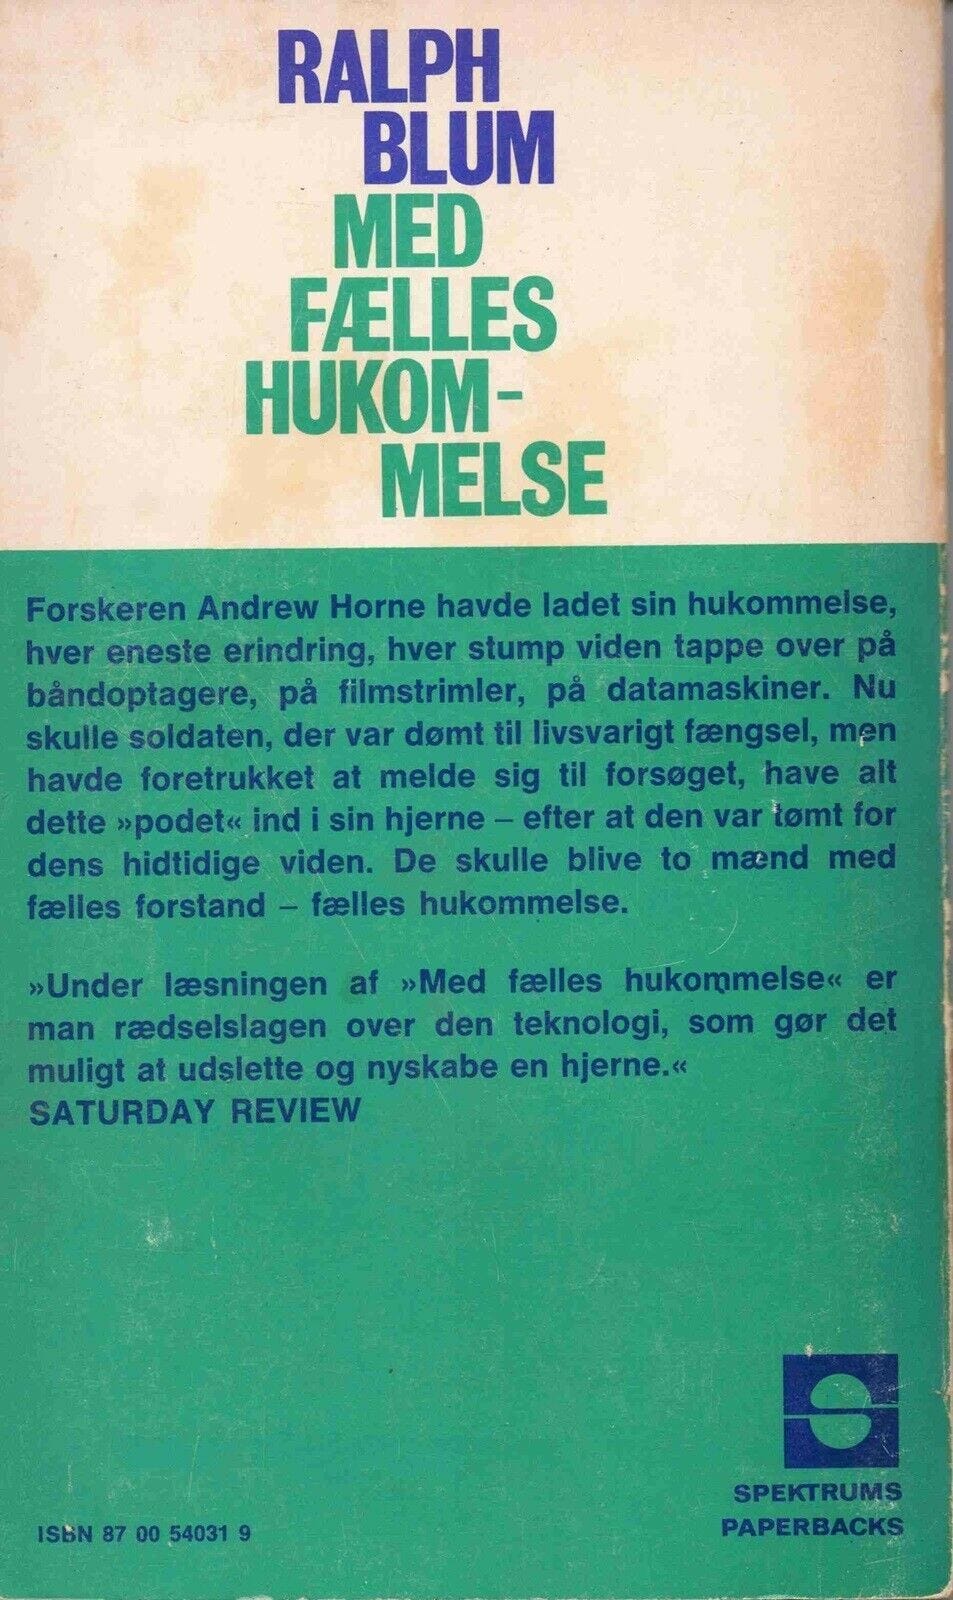 RALPH
BLUM
MED
FÆLLES
HUKOM-
MELSE
Forskeren Andrew Horne havde ladet sin hukommelse,
hver eneste erindring, hver stump viden tappe over på
båndoptagere, på filmstrimler, på datamaskiner. Nu
skulle soldaten, der var dømt til livsvarigt fængsel, men
havde foretrukket at melde sig til forsøget, have alt
dette »podet« ind i sin hjerne – efter at den var tømt for
dens hidtidige viden. De skulle blive to mænd med
fælles forstand – fælles hukommelse.
»Under læsningen af »Med fælles hukommelse« er
man rædselslagen over den teknologi, som gør det
muligt at udslette og nyskabe en hjerne.«
SATURDAY REVIEW
SPEKTRUMS
PAPERBACKS
ISBN 87 00 54031 9